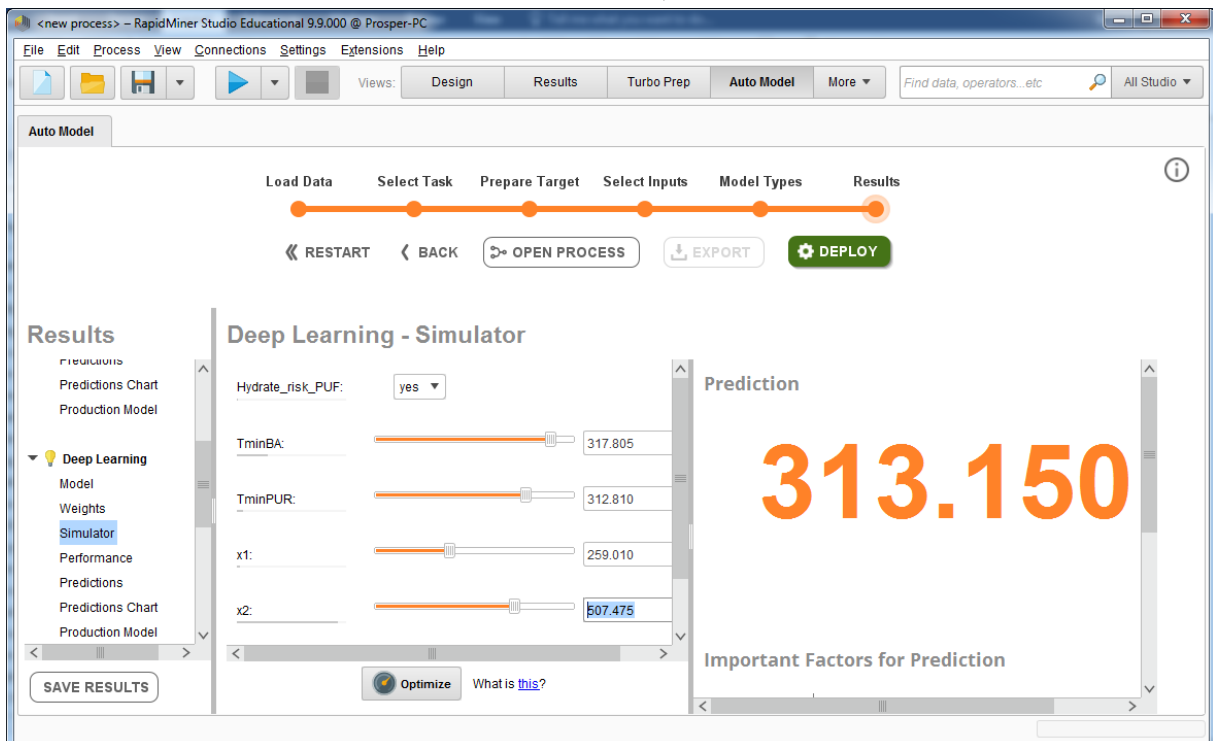 <new process> – RapidMiner Studio Educational 9.9.000 @ Prosper-PC
File Edit Process View Connections Settings Extensions Help
Views: Design Results Turbo Prep Auto Model More Find data, operators...etc All Studio
Auto Model
Load Data Select Task Prepare Target Select Inputs Model Types Results
RESTART BACK OPEN PROCESS EXPORT DEPLOY
Results
Predictions
Predictions Chart
Production Model
Deep Learning
Model
Weights
Simulator
Performance
Predictions
Predictions Chart
Production Model
SAVE RESULTS
Deep Learning - Simulator
Hydrate_risk_PUF: yes
TminBA: 317.805
TminPUR: 312.810
x1: 259.010
x2: 507.475
Optimize What is this?
Prediction
313.150
Important Factors for Prediction